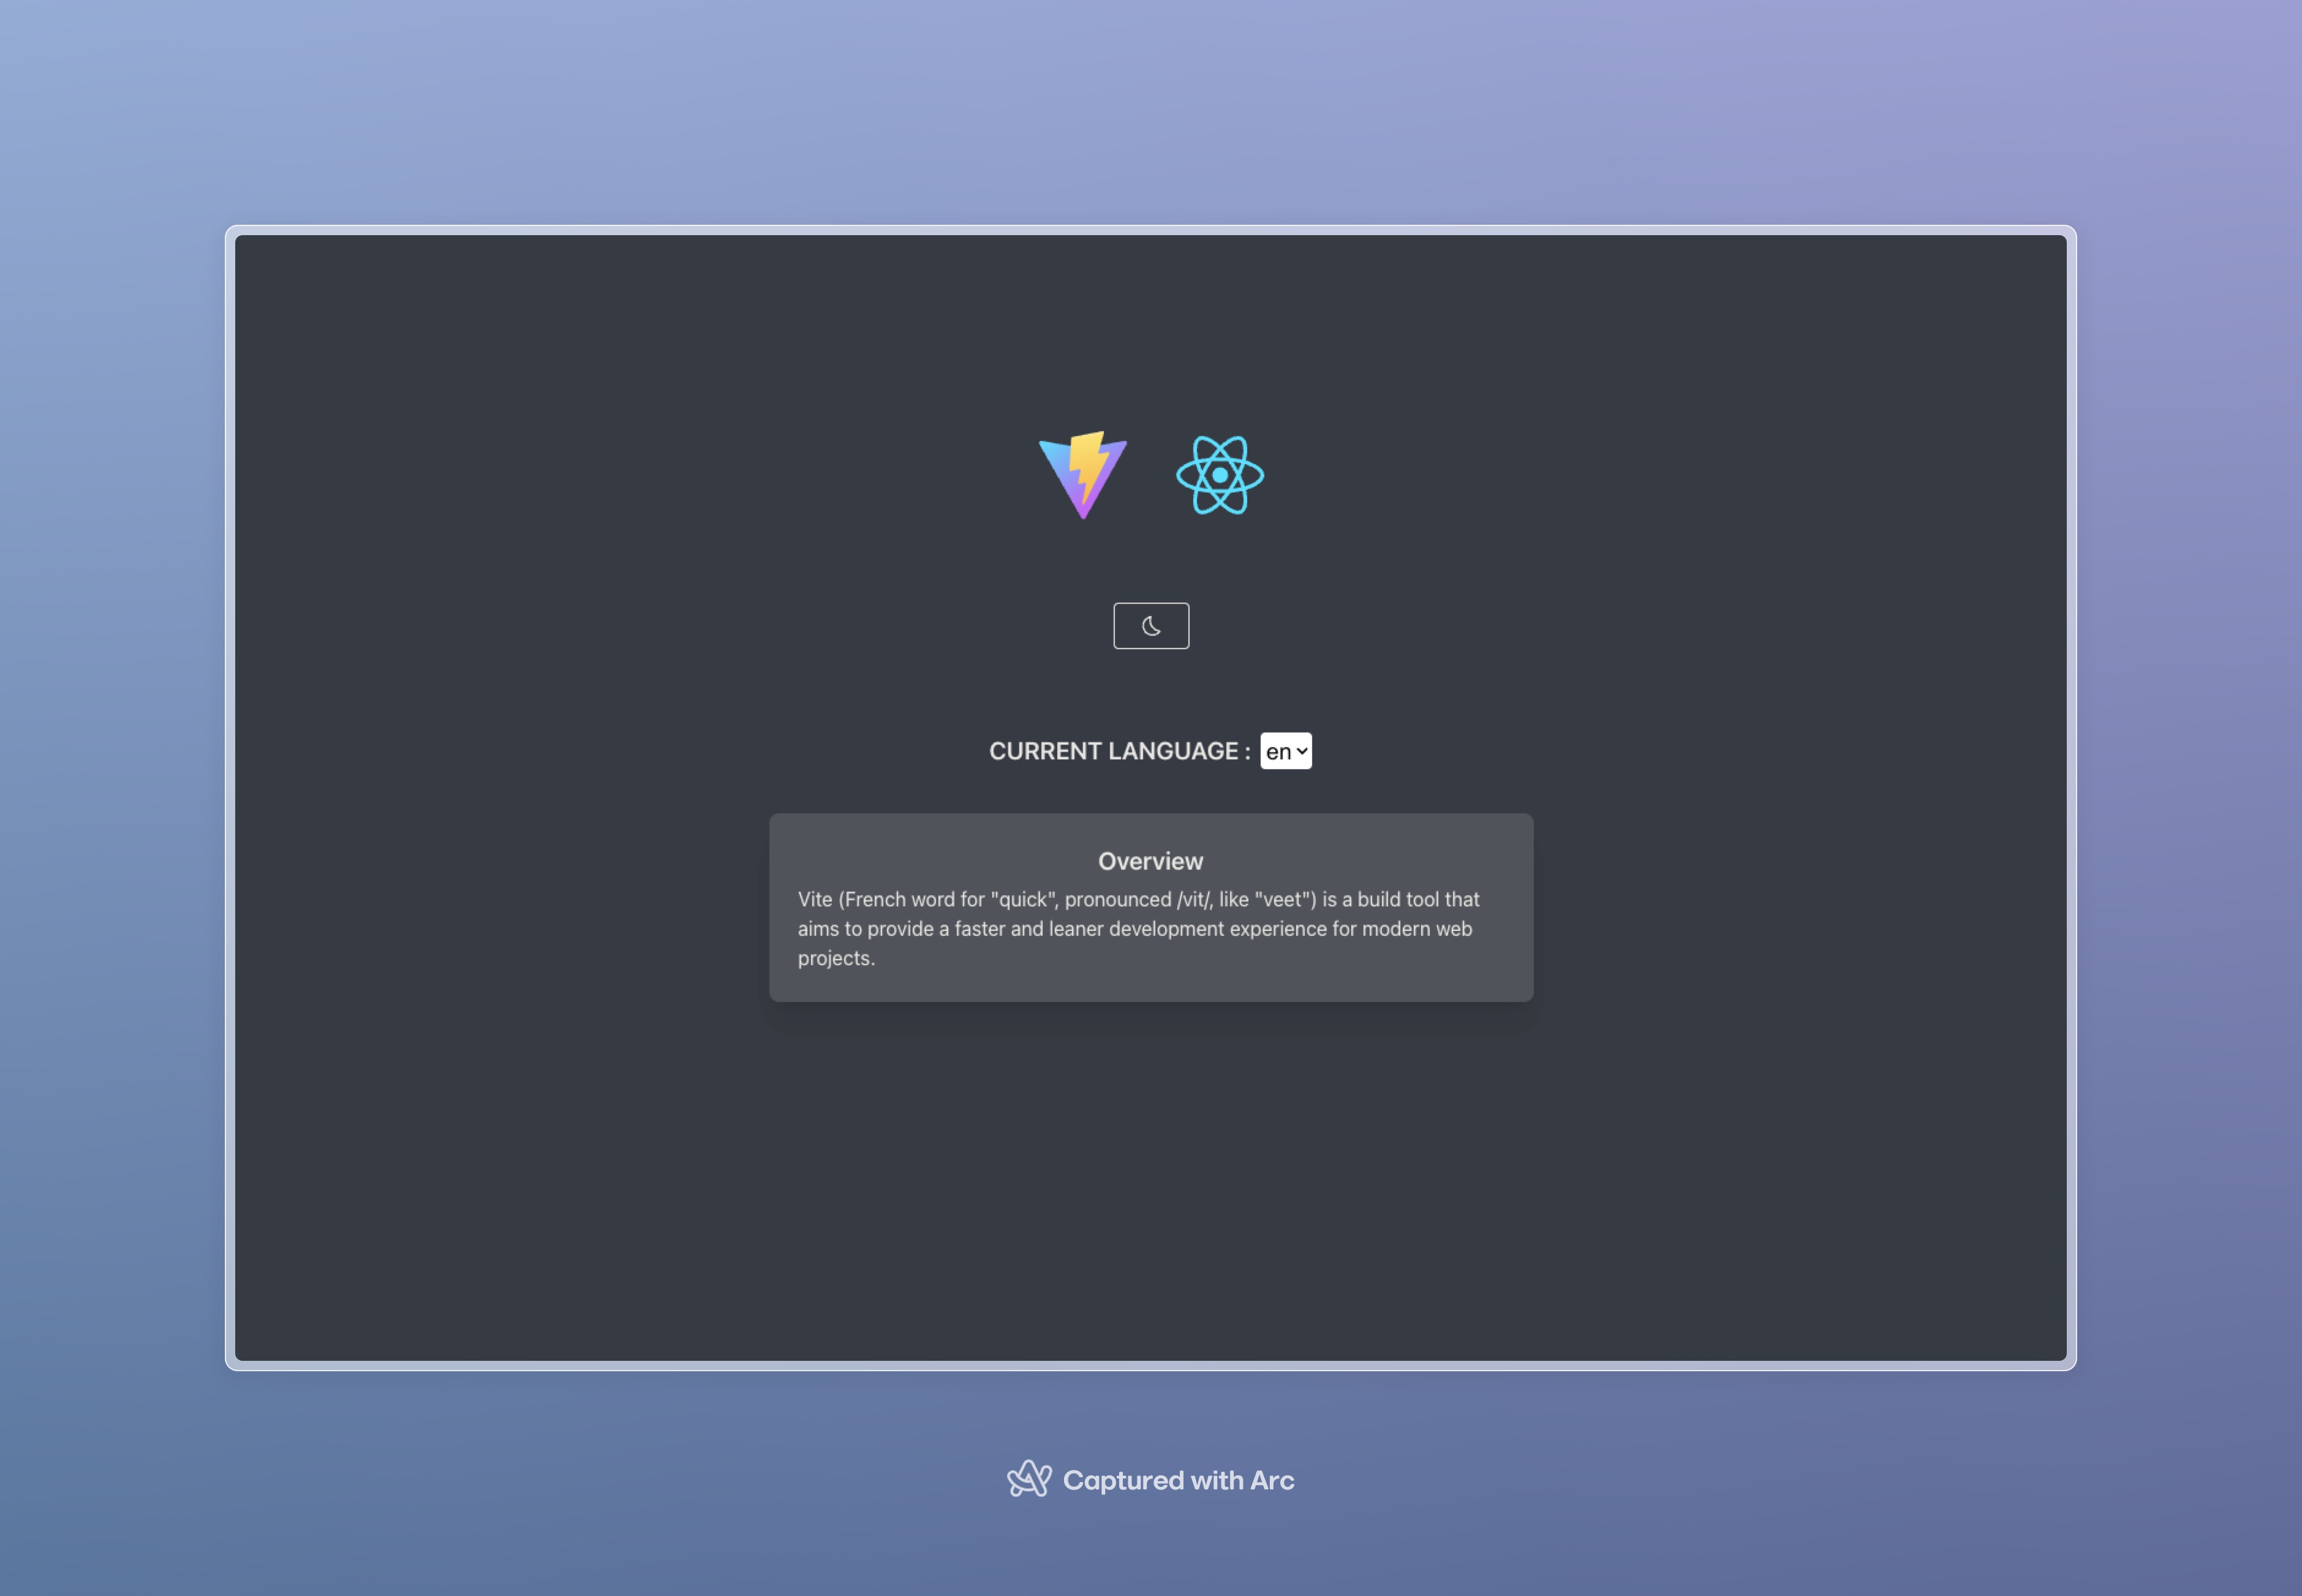 CURRENT LANGUAGE : en
Overview
Vite (French word for "quick", pronounced /vit/, like "veet") is a build tool that
aims to provide a faster and leaner development experience for modern web
projects.
Captured with Arc